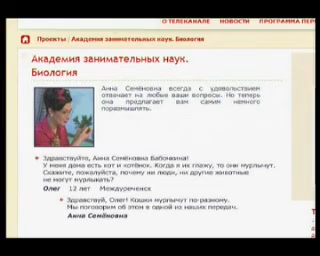 О ТЕЛЕКАНАЛЕ НОВОСТИ ПРОГРАММА ПЕР
Проекты / Академия занимательных наук. Биология
Академия занимательных наук.
Биология
Анна Семёновна всегда с удовольствием
отвечает на любые ваши вопросы. Но теперь
она предлагает вам самим немного
поразмыслить.
Здравствуйте, Анна Семёновна Бабочкина!
У меня дома есть кот и котёнок. Когда я их глажу, то они мурлычут.
Скажите, пожалуйста, почему ни люди, ни другие животные
не могут мурлыкать?
Олег 12 лет Междуреченск
Здравствуй, Олег! Кошки мурлычут по-разному.
Мы поговорим об этом в одной из наших передач.
Анна Семёновна